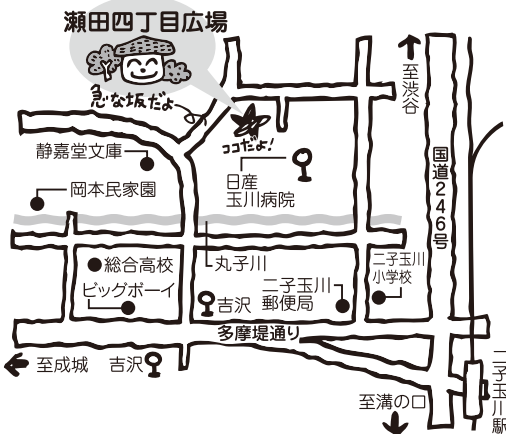 瀬田四丁目広場
急な坂だよ
ココだよ!
至渋谷
静嘉堂文庫
岡本民家園
日産
玉川病院
国道246号
丸子川
総合高校
ビッグボーイ
吉沢
二子玉川
郵便局
二子玉川
小学校
多摩堤通り
至成城
吉沢
至溝の口
二子玉川駅